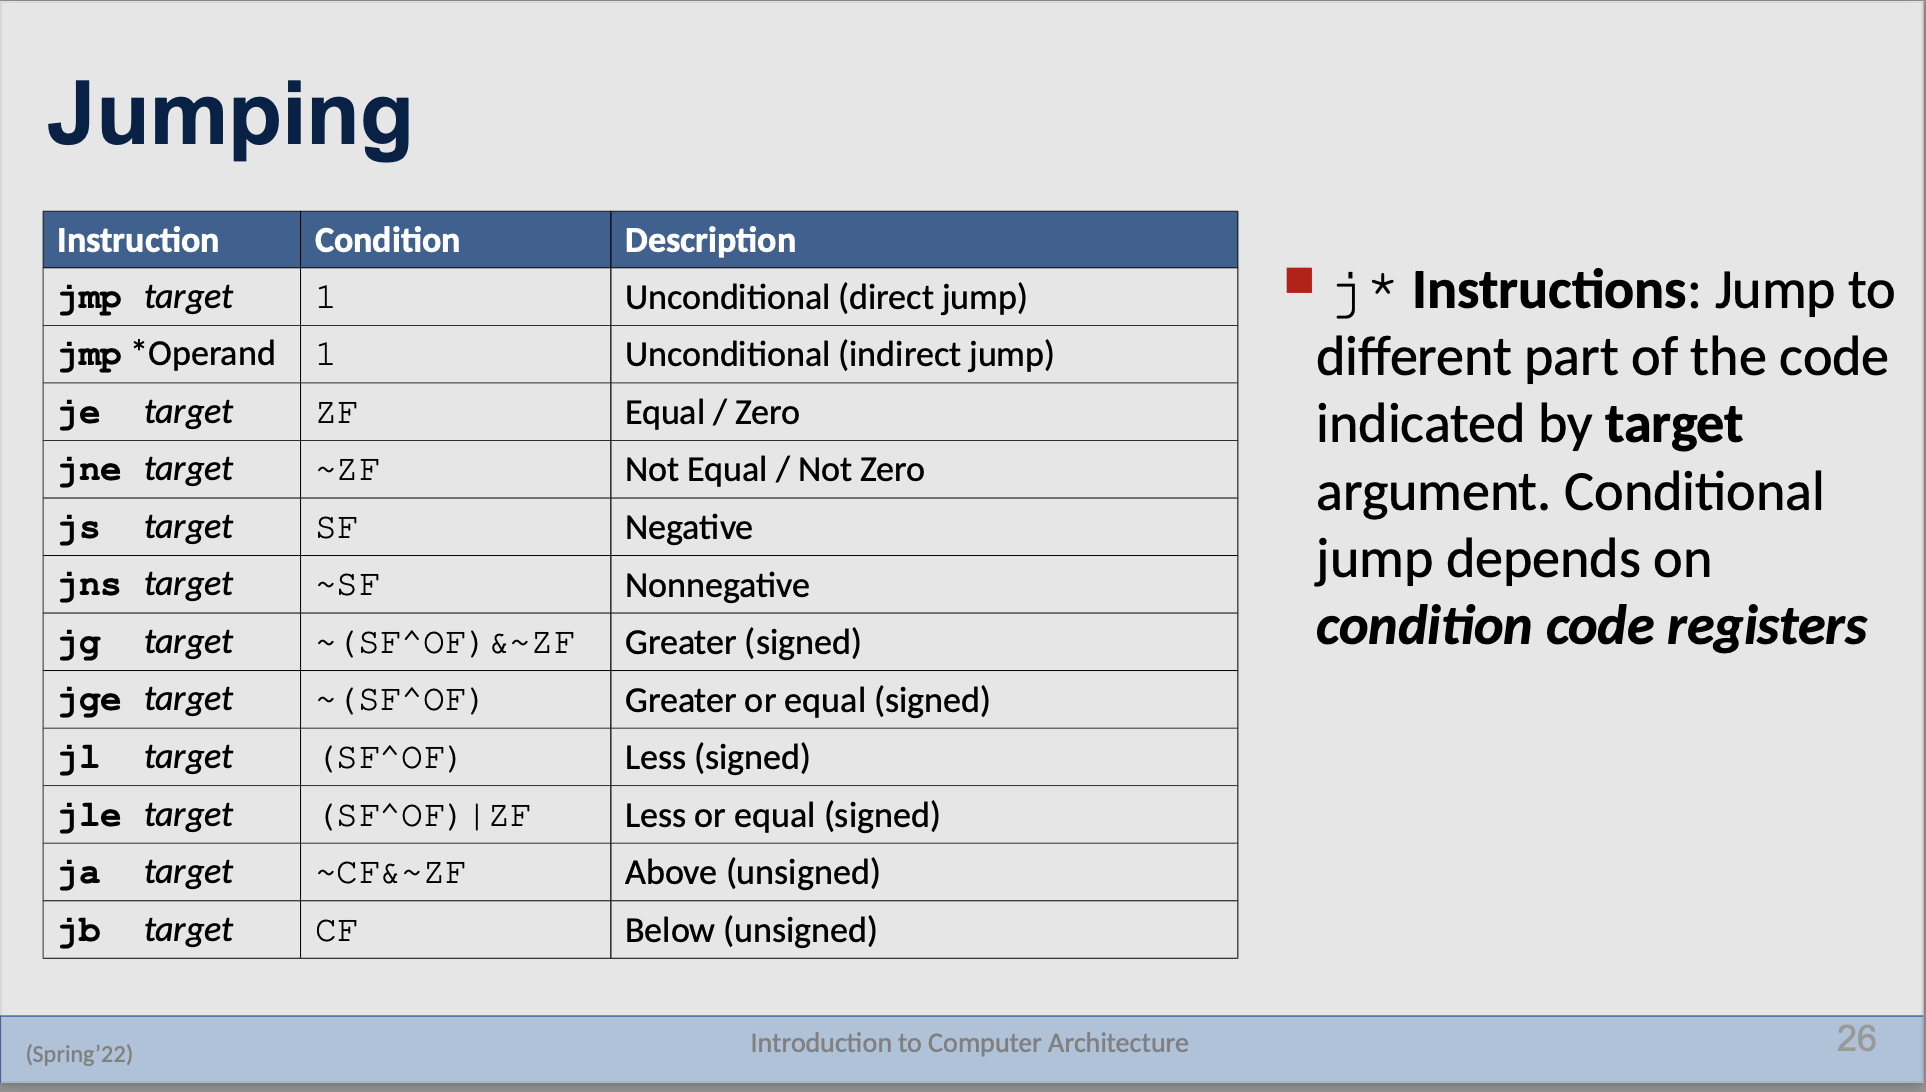 Jumping
Instruction Condition Description
jmp target 1 Unconditional (direct jump)
jmp *Operand 1 Unconditional (indirect jump)
je target ZF Equal / Zero
jne target ~ZF Not Equal / Not Zero
js target SF Negative
jns target ~SF Nonnegative
jg target ~(SF^OF)&~ZF Greater (signed)
jge target ~(SF^OF) Greater or equal (signed)
jl target (SF^OF) Less (signed)
jle target (SF^OF)|ZF Less or equal (signed)
ja target ~CF&~ZF Above (unsigned)
jb target CF Below (unsigned)
j* Instructions: Jump to
different part of the code
indicated by target
argument. Conditional
jump depends on
condition code registers
(Spring’22)
Introduction to Computer Architecture
26